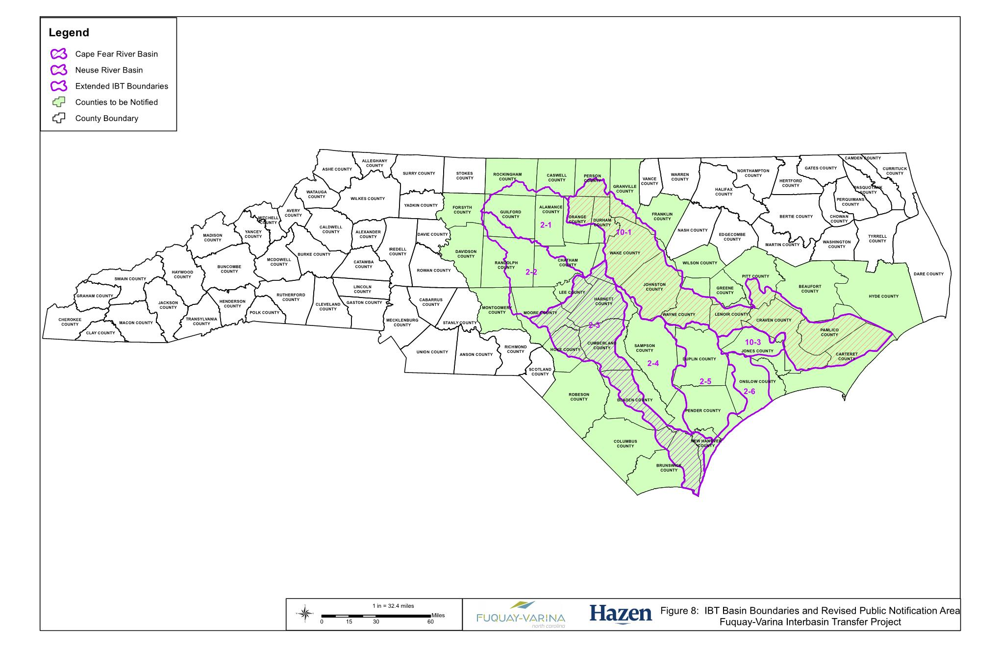 Legend
Cape Fear River Basin
Neuse River Basin
Extended IBT Boundaries
Counties to be Notified
County Boundary
ASHE COUNTY
ALLEGHANY
COUNTY
SURRY COUNTY
STOKES
COUNTY
ROCKINGHAM
COUNTY
CASWELL
COUNTY
PERSON
COUNTY
GRANVILLE
COUNTY
VANCE
COUNTY
WARREN
COUNTY
NORTHAMPTON
COUNTY
GATES COUNTY
CAMDEN COUNTY
CURRITUCK
COUNTY
HERTFORD
COUNTY
HALIFAX
COUNTY
PASQUOTANK
COUNTY
PERQUIMANS
COUNTY
WATAUGA
COUNTY
WILKES COUNTY
YADKIN COUNTY
FORSYTH
COUNTY
GUILFORD
COUNTY
ALAMANCE
COUNTY
ORANGE
COUNTY
DURHAM
COUNTY
FRANKLIN
COUNTY
BERTIE COUNTY
CHOWAN
COUNTY
AVERY
COUNTY
MITCHELL
COUNTY
YANCEY
COUNTY
MADISON
COUNTY
CALDWELL
COUNTY
ALEXANDER
COUNTY
DAVIE COUNTY
2-1
10-1
NASH COUNTY
EDGECOMBE
COUNTY
MARTIN COUNTY
WASHINGTON
COUNTY
TYRRELL
COUNTY
IREDELL
COUNTY
DAVIDSON
COUNTY
WAKE COUNTY
BURKE COUNTY
MCDOWELL
COUNTY
BUNCOMBE
COUNTY
HAYWOOD
COUNTY
CATAWBA
COUNTY
ROWAN COUNTY
RANDOLPH
COUNTY
2-2
CHATHAM
COUNTY
WILSON COUNTY
PITT COUNTY
DARE COUNTY
SWAIN COUNTY
GRAHAM COUNTY
LINCOLN
COUNTY
RUTHERFORD
COUNTY
HENDERSON
COUNTY
JACKSON
COUNTY
CLEVELAND
COUNTY
GASTON COUNTY
CABARRUS
COUNTY
LEE COUNTY
HARNETT
COUNTY
JOHNSTON
COUNTY
GREENE
COUNTY
BEAUFORT
COUNTY
HYDE COUNTY
MONTGOMERY
COUNTY
MOORE COUNTY
WAYNE COUNTY
LENOIR COUNTY
CRAVEN COUNTY
CHEROKEE
COUNTY
CLAY COUNTY
MACON COUNTY
TRANSYLVANIA
COUNTY
POLK COUNTY
MECKLENBURG
COUNTY
STANLY COUNTY
2-3
PAMLICO
COUNTY
10-3
JONES COUNTY
CARTERET
COUNTY
UNION COUNTY
ANSON COUNTY
RICHMOND
COUNTY
HOKE COUNTY
CUMBERLAND
COUNTY
SAMPSON
COUNTY
2-4
DUPLIN COUNTY
SCOTLAND
COUNTY
2-5
ONSLOW COUNTY
2-6
ROBESON
COUNTY
BLADEN COUNTY
PENDER COUNTY
COLUMBUS
COUNTY
NEW HANOVER
COUNTY
BRUNSWICK
COUNTY
1 in = 32.4 miles
Miles
0 15 30 60
FUQUAY-VARINA
north carolina
Hazen
Figure 8: IBT Basin Boundaries and Revised Public Notification Area
Fuquay-Varina Interbasin Transfer Project